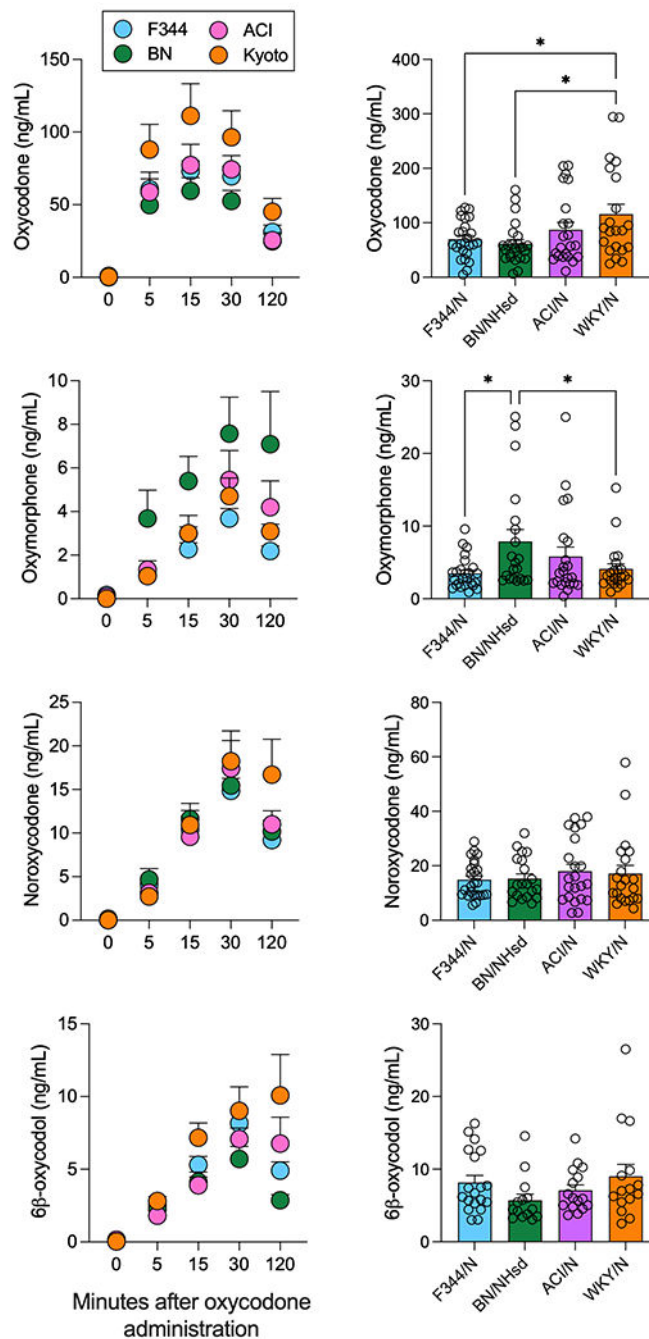 F344 ACI
BN Kyoto
Oxycodone (ng/mL)
150
100
50
0
0 5 15 30 120
Oxycodone (ng/mL)
400
300
200
100
0
* 
*
F344/N BN/NHsd ACI/N WKY/N
Oxymorphone (ng/mL)
10
8
6
4
2
0
0 5 15 30 120
Oxymorphone (ng/mL)
30
20
10
0
* *
F344/N BN/NHsd ACI/N WKY/N
Noroxycodone (ng/mL)
25
20
15
10
5
0
0 5 15 30 120
Noroxycodone (ng/mL)
80
60
40
20
0
F344/N BN/NHsd ACI/N WKY/N
6β-oxycodol (ng/mL)
15
10
5
0
0 5 15 30 120
Minutes after oxycodone
administration
6β-oxycodol (ng/mL)
30
20
10
0
F344/N BN/NHsd ACI/N WKY/N